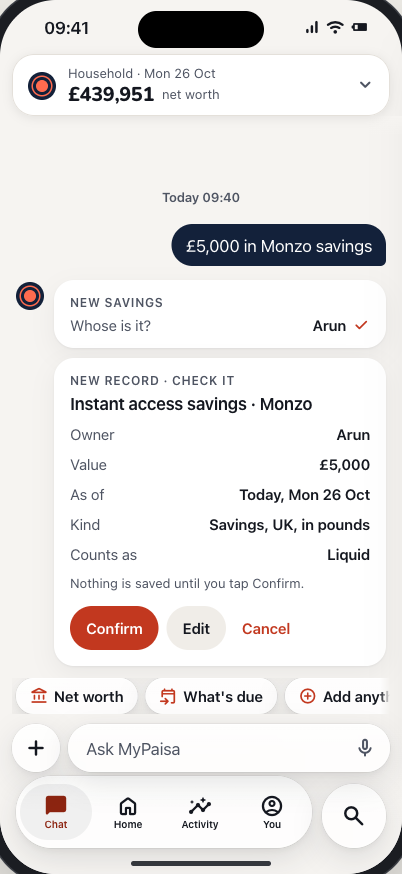 09:41
Household · Mon 26 Oct
£439,951 net worth
Today 09:40
£5,000 in Monzo savings
NEW SAVINGS
Whose is it? Arun
NEW RECORD · CHECK IT
Instant access savings · Monzo
Owner Arun
Value £5,000
As of Today, Mon 26 Oct
Kind Savings, UK, in pounds
Counts as Liquid
Nothing is saved until you tap Confirm.
Confirm Edit Cancel
Net worth What's due Add anyt
Ask MyPaisa
Chat Home Activity You